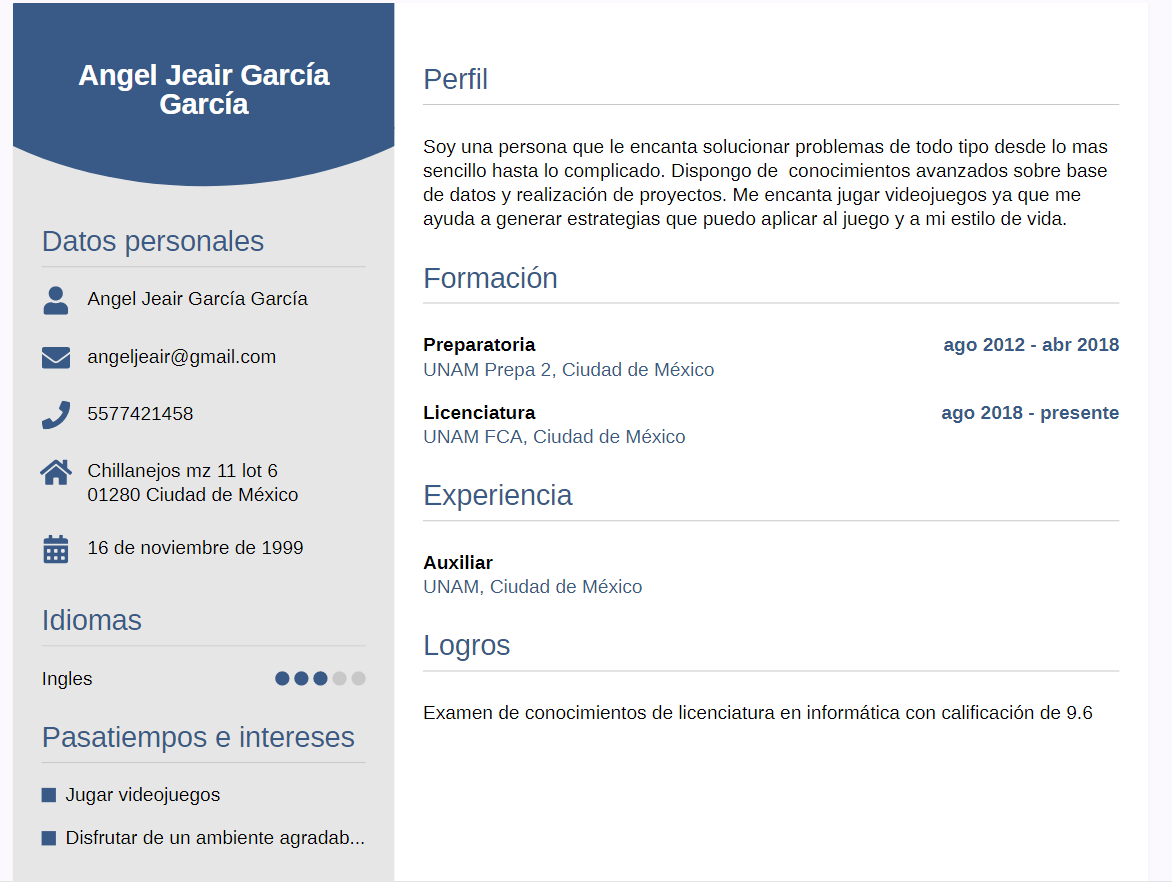 Angel Jeair García
García
Datos personales
Angel Jeair García García
angeljeair@gmail.com
5577421458
Chillanejos mz 11 lot 6
01280 Ciudad de México
16 de noviembre de 1999
Idiomas
Ingles
Pasatiempos e intereses
Jugar videojuegos
Disfrutar de un ambiente agradab...
Perfil
Soy una persona que le encanta solucionar problemas de todo tipo desde lo mas
sencillo hasta lo complicado. Dispongo de  conocimientos avanzados sobre base
de datos y realización de proyectos. Me encanta jugar videojuegos ya que me
ayuda a generar estrategias que puedo aplicar al juego y a mi estilo de vida.
Formación
Preparatoria ago 2012 - abr 2018
UNAM Prepa 2, Ciudad de México
Licenciatura ago 2018 - presente
UNAM FCA, Ciudad de México
Experiencia
Auxiliar
UNAM, Ciudad de México
Logros
Examen de conocimientos de licenciatura en informática con calificación de 9.6